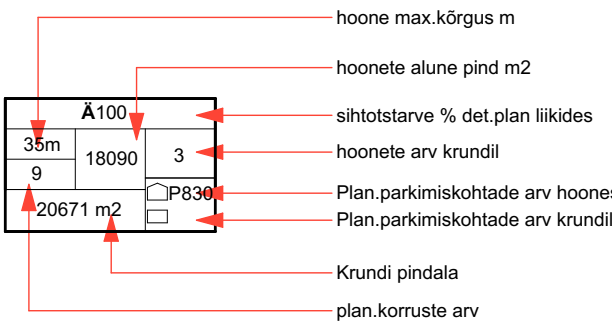 hoone max.kõrgus m
hoonete alune pind m2
Ä100
sihtotstarve % det.plan liikides
35m
18090
3
hoonete arv krundil
9
P830
Plan.parkimiskohtade arv hoones
20671 m2
Plan.parkimiskohtade arv krundil
Krundi pindala
plan.korruste arv